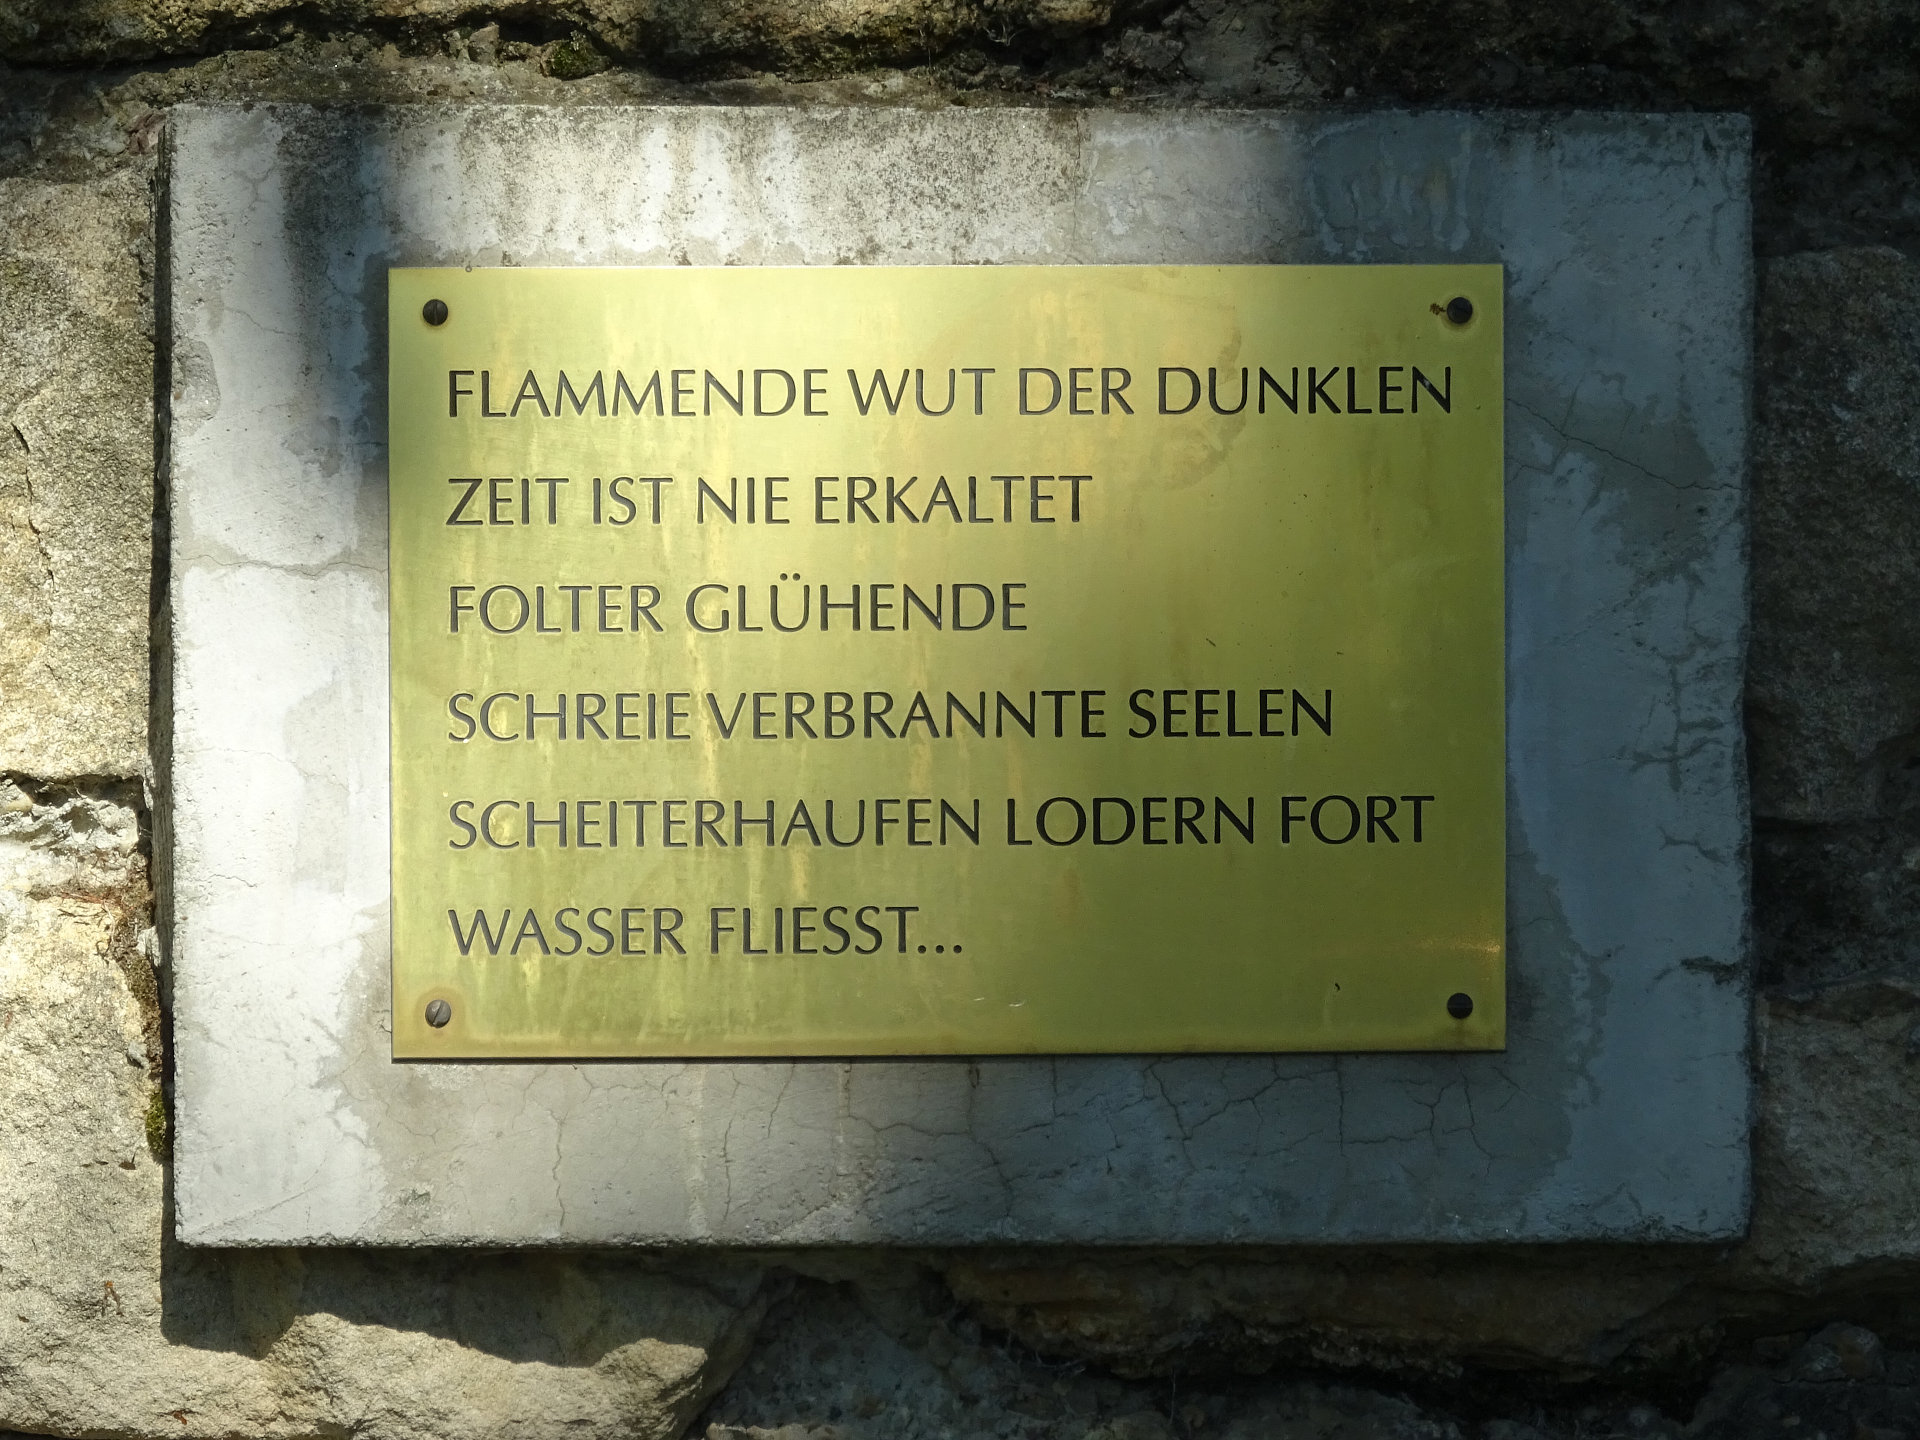 FLAMMENDE WUT DER DUNKLEN
ZEIT IST NIE ERKALTET
FOLTER GLÜHENDE
SCHREIE VERBRANNTE SEELEN
SCHEITERHAUFEN LODERN FORT
WASSER FLIESST...